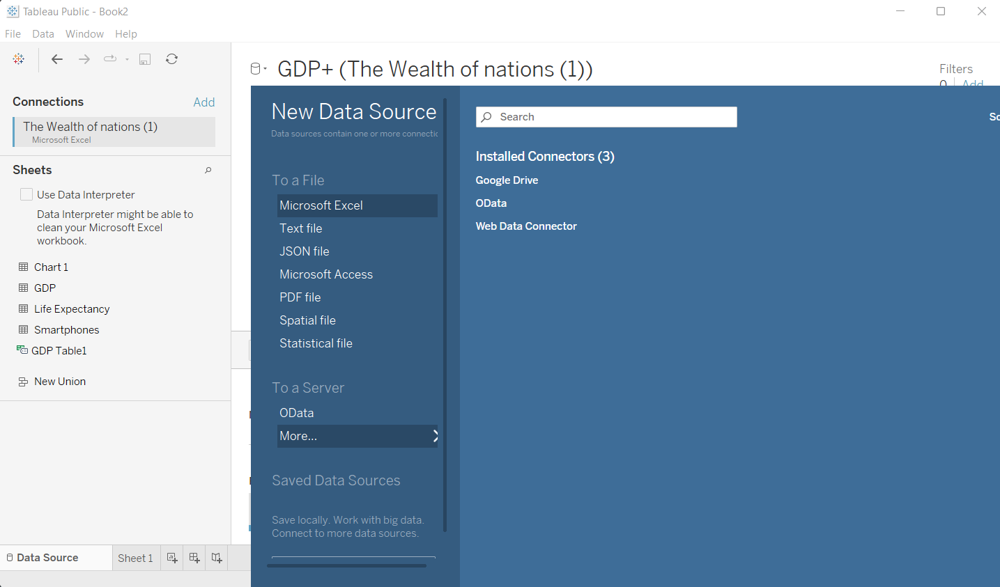 Tableau Public - Book2
File Data Window Help
Connections
Add
The Wealth of nations (1)
Microsoft Excel
Sheets
Use Data Interpreter
Data Interpreter might be able to
clean your Microsoft Excel
workbook.
Chart 1
GDP
Life Expectancy
Smartphones
GDP Table1
New Union
GDP+ (The Wealth of nations (1))
Filters
0 Add
New Data Source
Data sources contain one or more
To a File
Microsoft Excel
Text file
JSON file
Microsoft Access
PDF file
Spatial file
Statistical file
To a Server
OData
More...
Saved Data Sources
Save locally. Work with big data.
Connect to more data sources.
Search
Installed Connectors (3)
Google Drive
OData
Web Data Connector
Data Source
Sheet 1